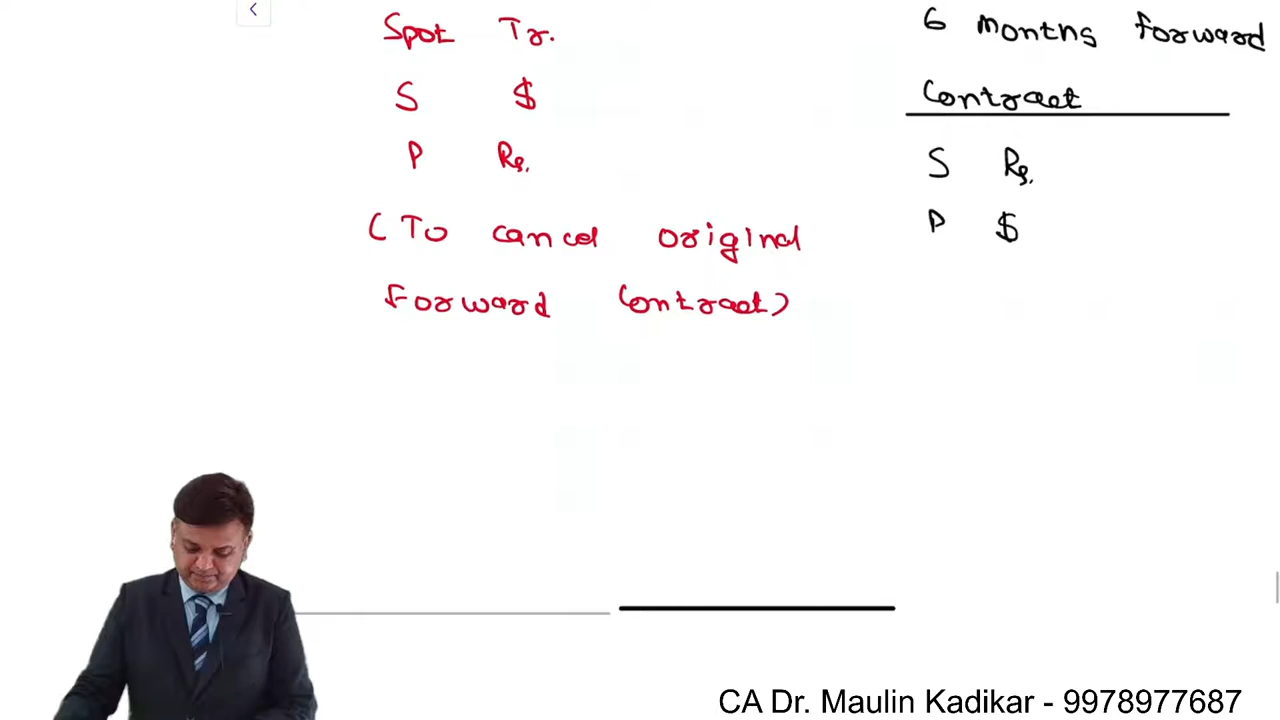 Spot Tr.
S $
P Rs.
(To cancel original
Forward Contract)
6 Months Forward
Contract
S Rs.
P $
CA Dr. Maulin Kadikar - 9978977687